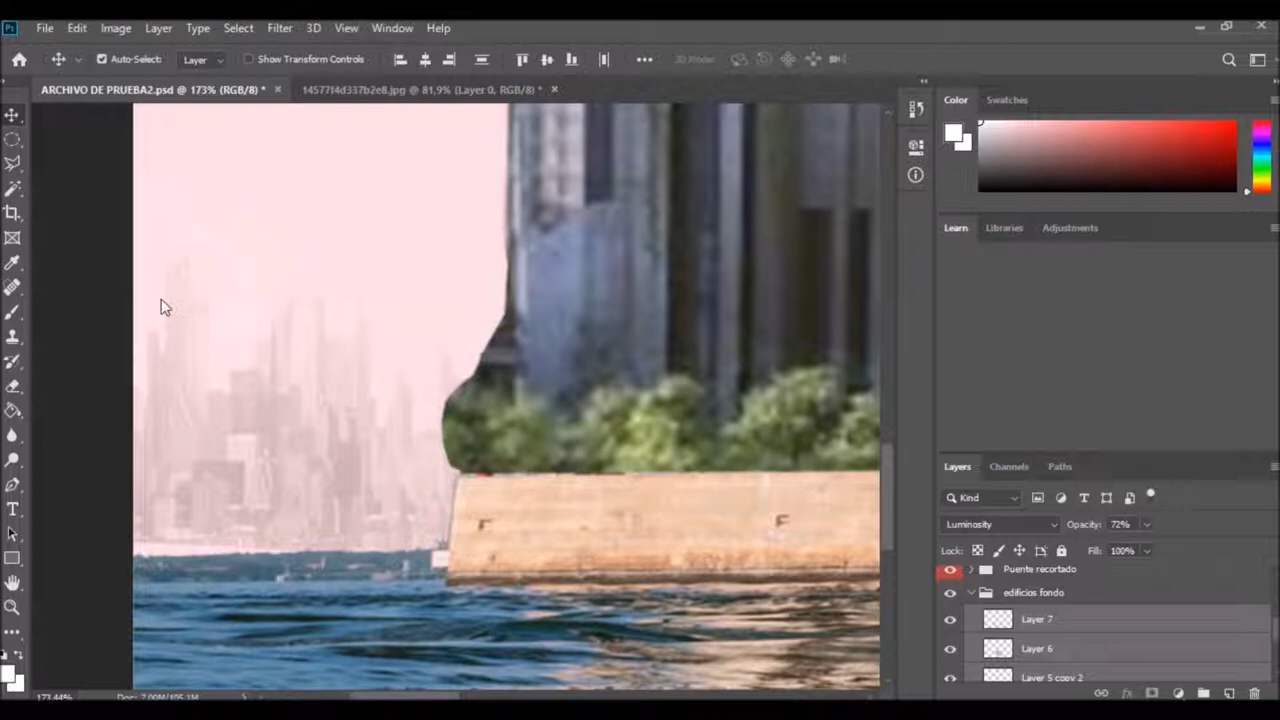 Ps File Edit Image Layer Type Select Filter 3D View Window Help
Auto-Select: Layer Show Transform Controls 3D Mode:
ARCHIVO DE PRUEBA2.psd @ 173% (RGB/8) *
14577f4d337b2e8.jpg @ 81,9% (Layer 0, RGB/8) *
Color Swatches
Learn Libraries Adjustments
Layers Channels Paths
Kind
Luminosity Opacity: 72%
Lock: Fill: 100%
Puente recortado
edificios fondo
Layer 7
Layer 6
Layer 5 copy 2
fx
173.44% Doc: 7.00M/105.1M